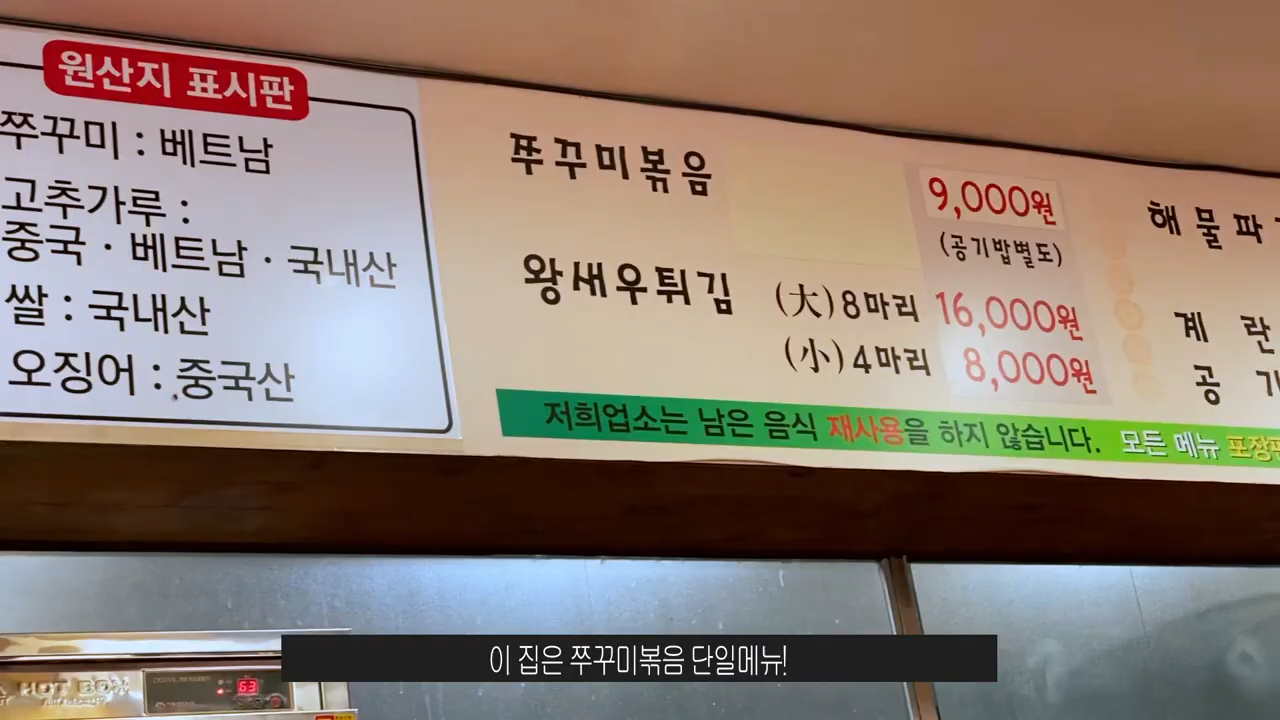 원산지 표시판
쭈꾸미 : 베트남
고추가루 :
중국 · 베트남 · 국내산
쌀 : 국내산
오징어 : 중국산
쭈꾸미볶음
9,000원
(공기밥별도)
왕새우튀김 (大)8마리 16,000원
(小)4마리 8,000원
해물파
계란
공
저희업소는 남은 음식 재사용을 하지 않습니다. 모든 메뉴 포장
HOT BOX
63
이 집은 쭈꾸미볶음 단일메뉴!